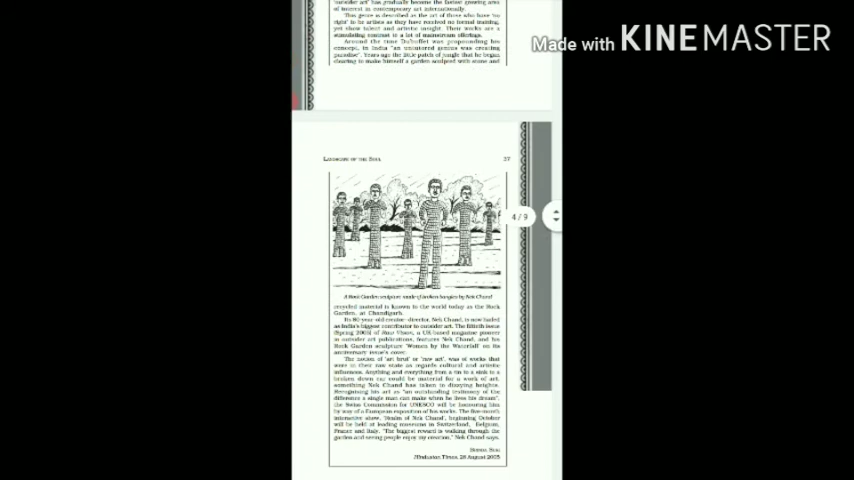 'outsider art' has gradually become the fastest growing area
of interest in contemporary art internationally.
This genre is described as the art of those who have 'no
right' to be artists as they have received no formal training,
yet show talent and artistic insight. Their works are a
stimulating contrast to a lot of mainstream offerings.
Around the time Dubuffet was propounding his
concept, in India "an untutored genius was creating
paradise". Years ago the little patch of jungle that he began
clearing to make himself a garden sculpted with stone and
Made with KINEMASTER
LANDSCAPE OF THE SOUL 37
4 / 9
A Rock Garden sculpture made of broken bangles by Nek Chand
recycled material is known to the world today as the Rock
Garden, at Chandigarh.
Its 80-year-old creator-director, Nek Chand, is now hailed
as India's biggest contributor to outsider art. The fiftieth issue
(Spring 2005) of Raw Vision, a UK-based magazine pioneer
in outsider art publications, features Nek Chand, and his
Rock Garden sculpture 'Women by the Waterfall' on its
anniversary issue's cover.
The notion of 'art brut' or 'raw art', was of works that
were in their raw state as regards cultural and artistic
influences. Anything and everything from a tin to a sink to a
broken down car could be material for a work of art,
something Nek Chand has taken to dizzying heights.
Recognising his art as "an outstanding testimony of the
difference a single man can make when he lives his dream",
the Swiss Commission for UNESCO will be honouring him
by way of a European exposition of his works. The five-month
interactive show, 'Realm of Nek Chand', beginning October
will be held at leading museums in Switzerland, Belgium,
France and Italy. "The biggest reward is walking through the
garden and seeing people enjoy my creation," Nek Chand says.
Hindustan Times, 28 August 2005